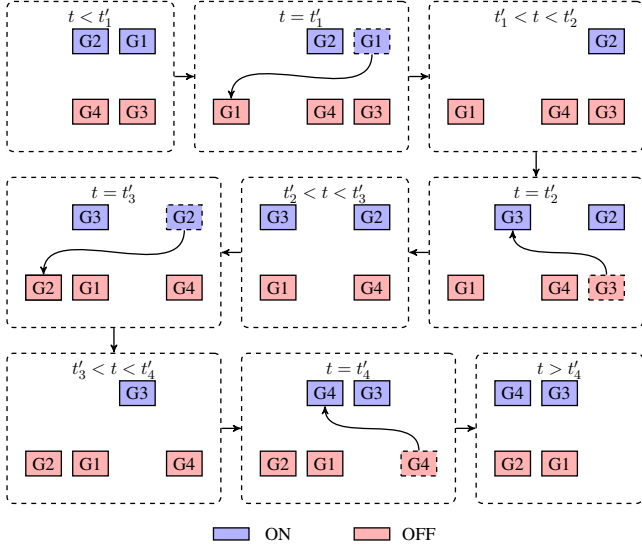 t < t′₁
G2 G1
G4 G3
t = t′₁
G2 G1
G1 G4 G3
t′₁ < t < t′₂
G2
G1 G4 G3
t = t′₃
G3 G2
G2 G1 G4
t′₂ < t < t′₃
G3 G2
G1 G4
t = t′₂
G3 G2
G1 G4 G3
t′₃ < t < t′₄
G3
G2 G1 G4
t = t′₄
G4 G3
G2 G1 G4
t > t′₄
G4 G3
G2 G1
ON OFF